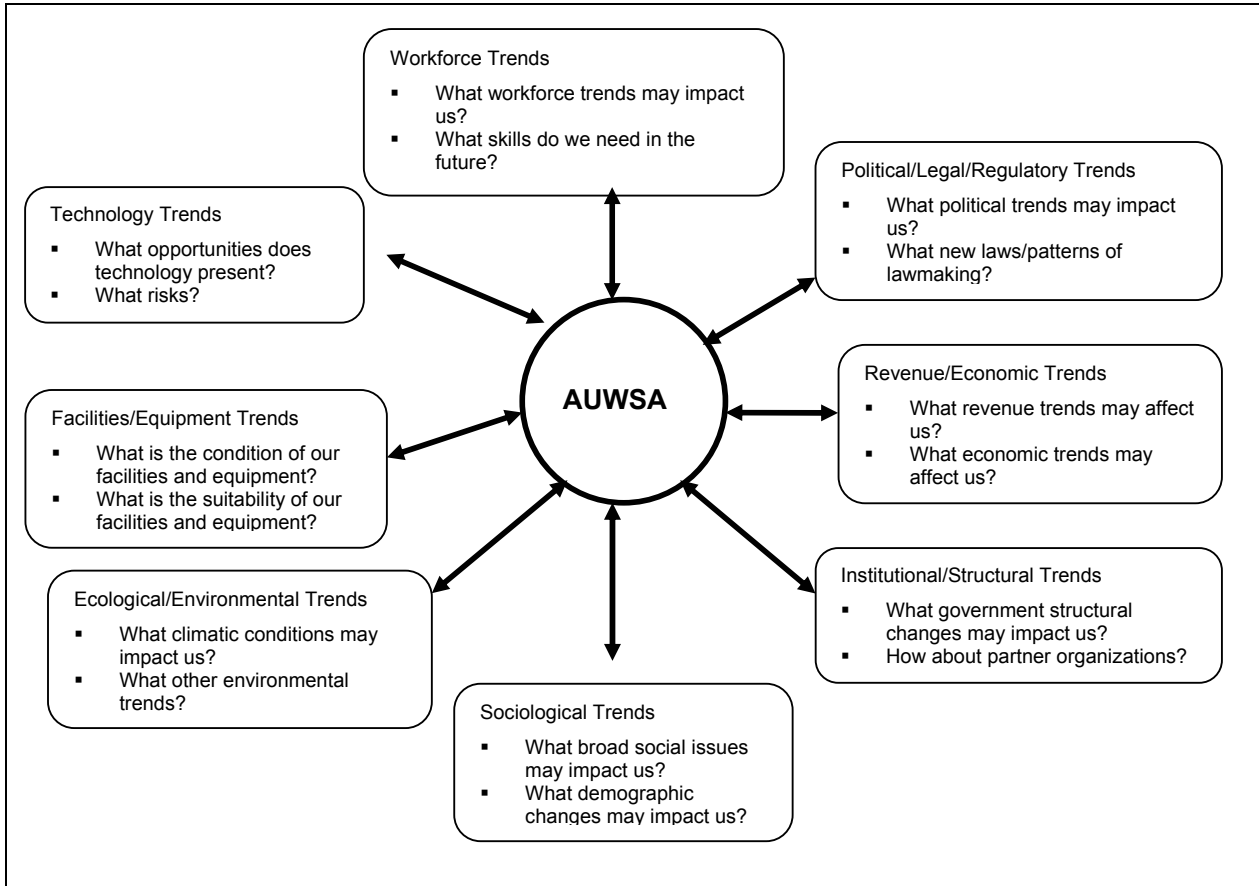 Workforce Trends
▪ What workforce trends may impact
us?
▪ What skills do we need in the
future?
Political/Legal/Regulatory Trends
▪ What political trends may impact
us?
▪ What new laws/patterns of
lawmaking?
Technology Trends
▪ What opportunities does
technology present?
▪ What risks?
AUWSA
Revenue/Economic Trends
▪ What revenue trends may affect
us?
▪ What economic trends may
affect us?
Facilities/Equipment Trends
▪ What is the condition of our
facilities and equipment?
▪ What is the suitability of our
facilities and equipment?
Institutional/Structural Trends
▪ What government structural
changes may impact us?
▪ How about partner organizations?
Ecological/Environmental Trends
▪ What climatic conditions may
impact us?
▪ What other environmental
trends?
Sociological Trends
▪ What broad social issues
may impact us?
▪ What demographic
changes may impact us?